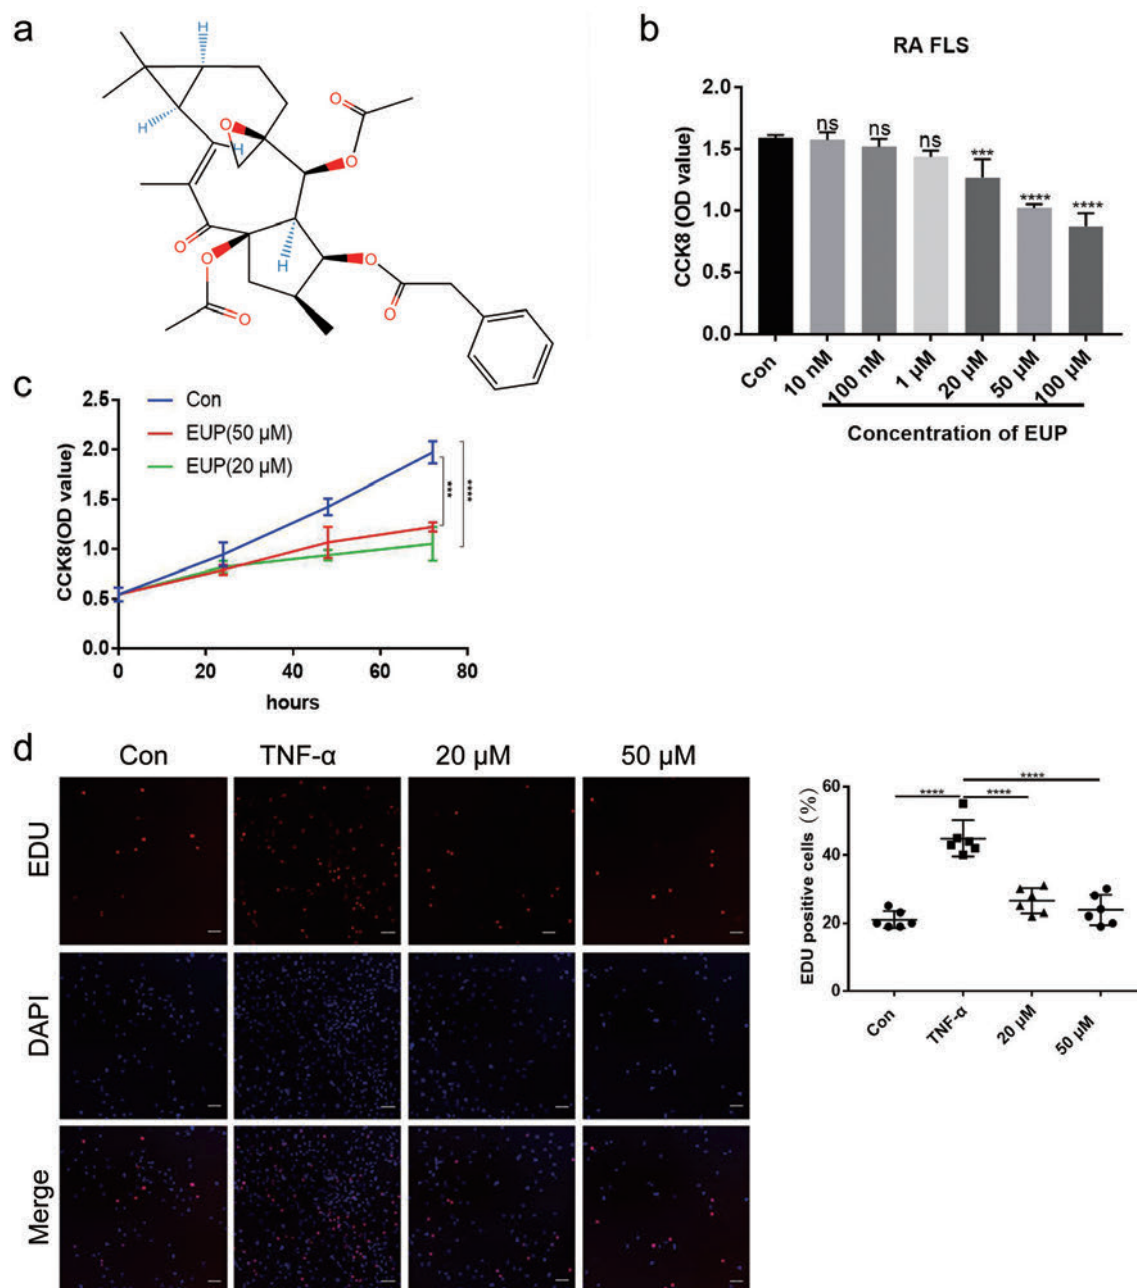 a
H
H
O
H
O
O
O
O
O
H
O
O
O
b
RA FLS
CCK8 (OD value)
2.0
1.5
1.0
0.5
0.0
ns
ns
ns
***
****
****
Con
10 nM
100 nM
1 µM
20 µM
50 µM
100 µM
Concentration of EUP
c
CCK8(OD value)
2.5
2.0
1.5
1.0
0.5
0.0
Con
EUP(50 µM)
EUP(20 µM)
***
****
0
20
40
60
80
hours
d
Con
TNF-α
20 µM
50 µM
EDU
DAPI
Merge
EDU positive cells (%)
60
40
20
0
****
****
****
Con
TNF-α
20 µM
50 µM